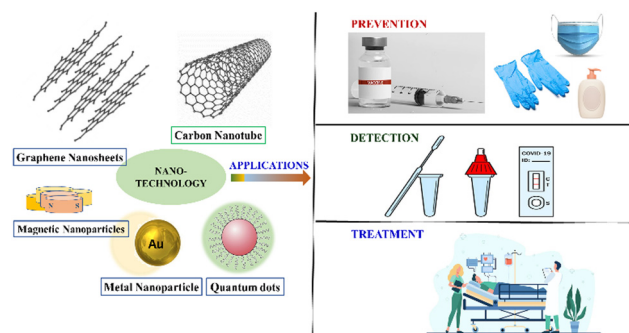 Graphene Nanosheets
Carbon Nanotube
NANO-
TECHNOLOGY
APPLICATIONS
N
S
Magnetic Nanoparticles
Au
Metal Nanoparticle
Quantum dots
PREVENTION
VACCINE
DETECTION
COVID-19
ID:
C
T
S
TREATMENT